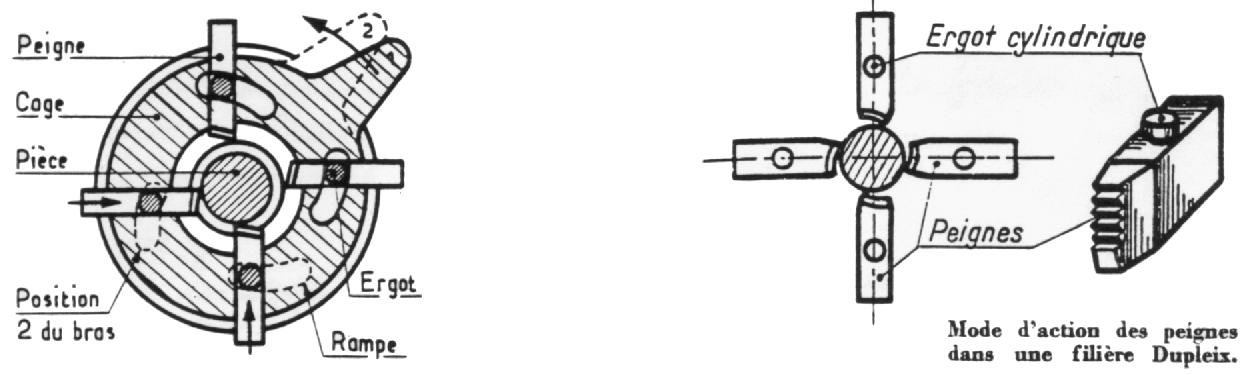 Peigne
Cage
Pièce
Position
2 du bras
2
Ergot
Rampe
Ergot cylindrique
Peignes
Mode d'action des peignes
dans une filière Dupleix.